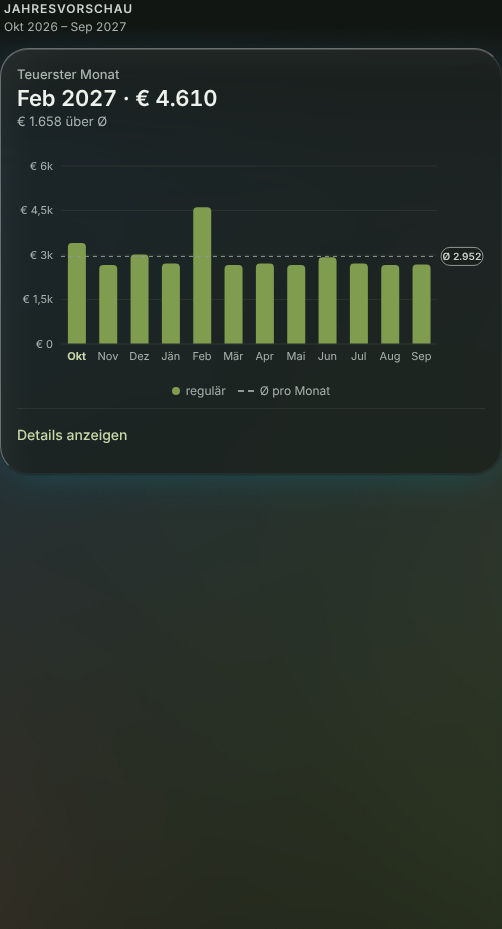 JAHRESVORSCHAU
Okt 2026 – Sep 2027
Teuerster Monat
Feb 2027 · € 4.610
€ 1.658 über Ø
€ 6k
€ 4,5k
€ 3k
Ø 2.952
€ 1,5k
€ 0
Okt Nov Dez Jän Feb Mär Apr Mai Jun Jul Aug Sep
regulär Ø pro Monat
Details anzeigen